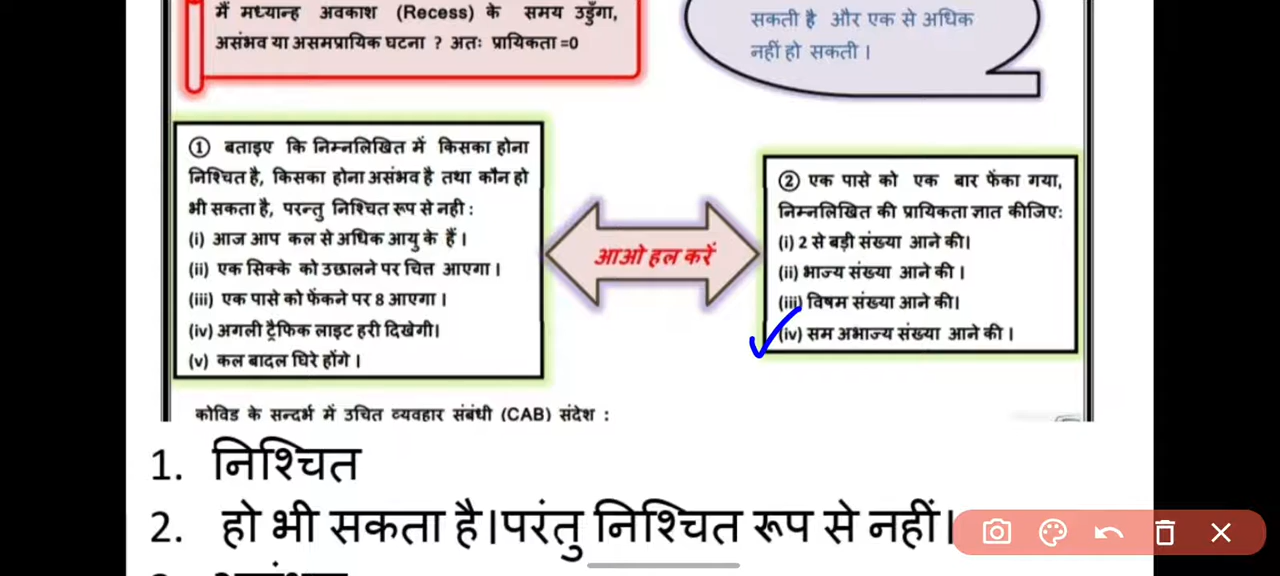 मैं मध्यान्ह अवकाश (Recess) के समय उड़ुँगा,
असंभव या असमप्रायिक घटना ? अतः प्रायिकता =0
सकती है और एक से अधिक
नहीं हो सकती ।
① बताइए कि निम्नलिखित में किसका होना
निश्चित है, किसका होना असंभव है तथा कौन हो
भी सकता है, परन्तु निश्चित रूप से नही :
(i) आज आप कल से अधिक आयु के हैं ।
(ii) एक सिक्के को उछालने पर चित्त आएगा ।
(iii) एक पासे को फेंकने पर 8 आएगा ।
(iv) अगली ट्रैफिक लाइट हरी दिखेगी।
(v) कल बादल घिरे होंगे ।
आओ हल करें
② एक पासे को एक बार फेंका गया,
निम्नलिखित की प्रायिकता ज्ञात कीजिए:
(i) 2 से बड़ी संख्या आने की।
(ii) भाज्य संख्या आने की ।
(iii) विषम संख्या आने की।
(iv) सम अभाज्य संख्या आने की ।
कोविड के सन्दर्भ में उचित व्यवहार संबंधी (CAB) संदेश :
1. निश्चित
2. हो भी सकता है।परंतु निश्चित रूप से नहीं।